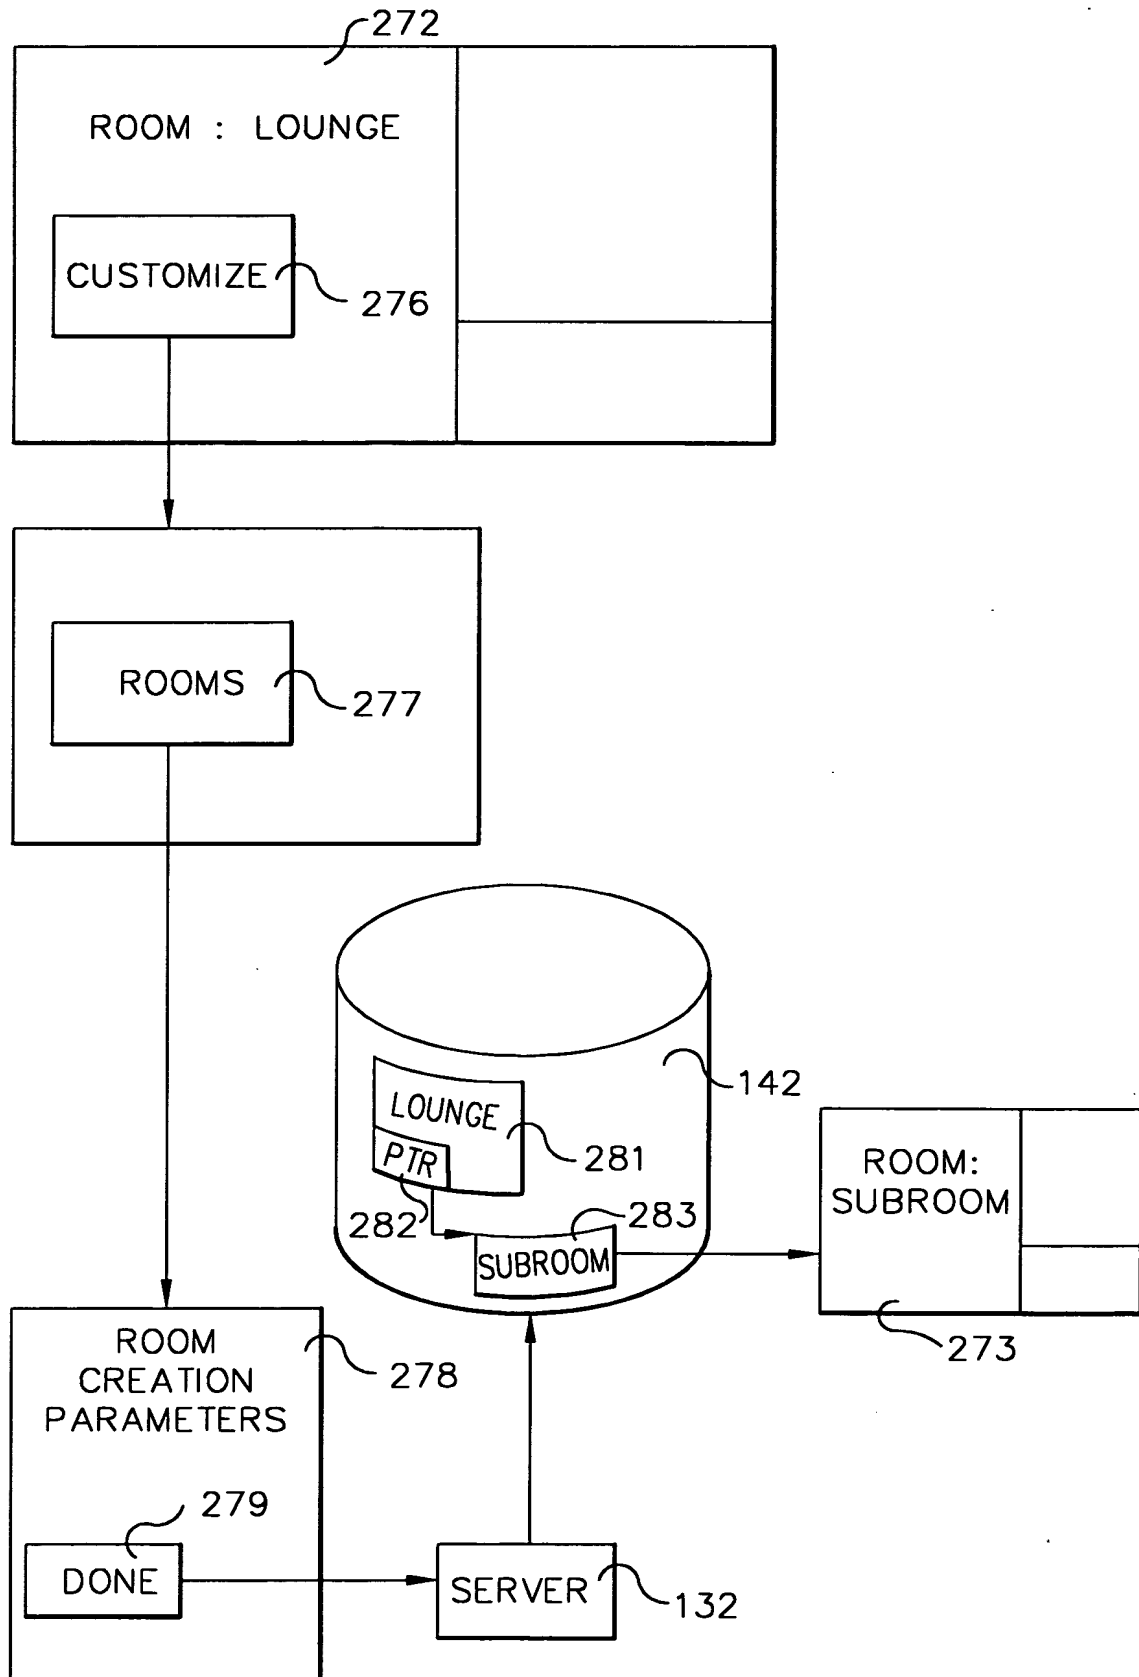 272
ROOM : LOUNGE
CUSTOMIZE
276
ROOMS
277
142
LOUNGE
281
PTR
282
283
SUBROOM
ROOM:
SUBROOM
273
ROOM
CREATION
PARAMETERS
278
279
DONE
SERVER
132